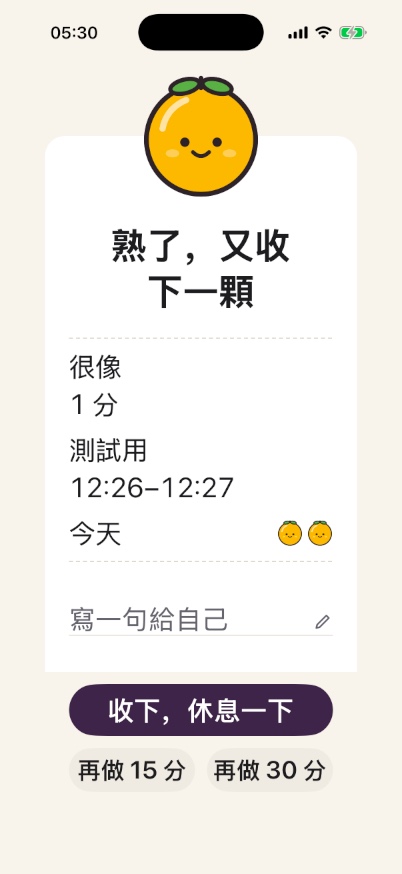 05:30
熟了，又收
下一顆
很像
1 分
測試用
12:26–12:27
今天
寫一句給自己
收下，休息一下
再做 15 分
再做 30 分